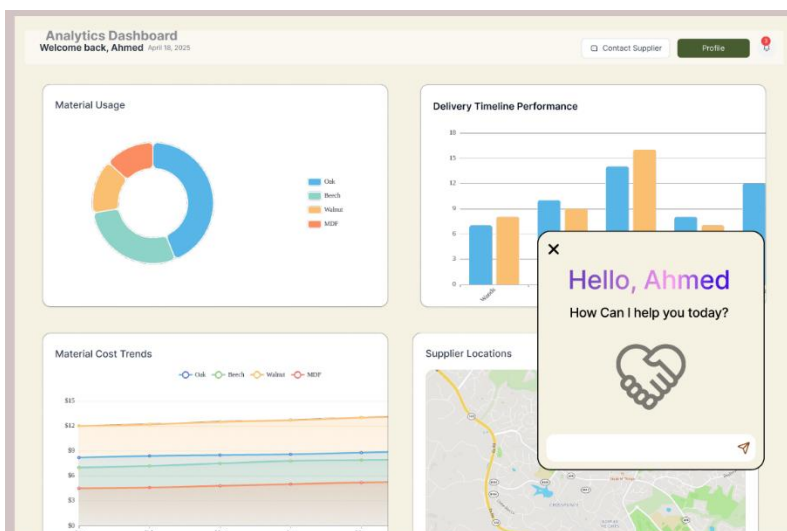 Analytics Dashboard
Welcome back, Ahmed April 18, 2025
Contact Supplier
Profile
3
Material Usage
Oak
Beech
Walnut
MDF
Delivery Timeline Performance
18
15
12
9
6
3
0
Hello, Ahmed
How Can I help you today?
Material Cost Trends
Oak Beech Walnut MDF
$15
$12
$9
$6
$3
$0
Supplier Locations